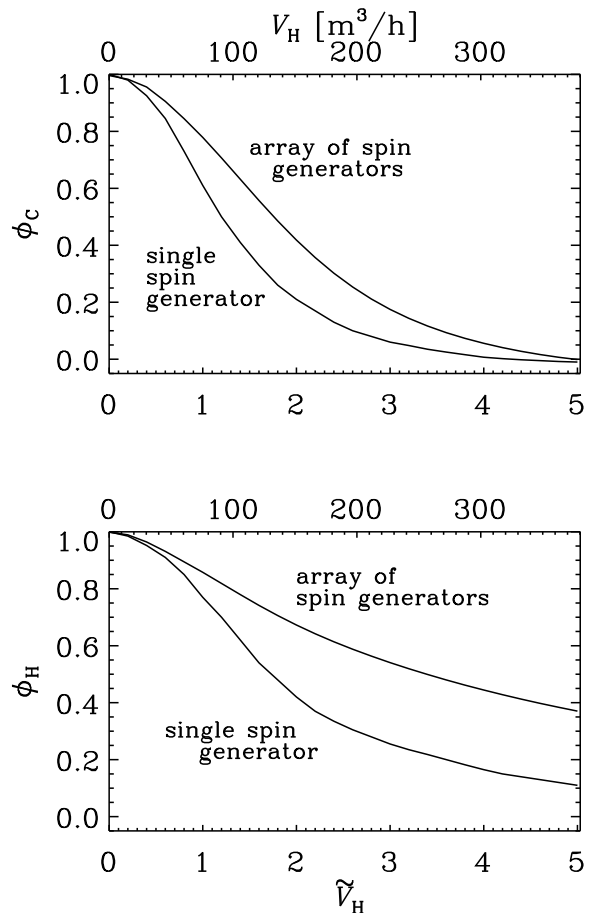 V_H [m³/h]
0 100 200 300
1.0
0.8
0.6
0.4
0.2
0.0
ϕ_C
array of spin
generators
single
spin
generator
0 1 2 3 4 5
0 100 200 300
1.0
0.8
0.6
0.4
0.2
0.0
ϕ_H
array of
spin generators
single spin
generator
0 1 2 3 4 5
Ṽ_H